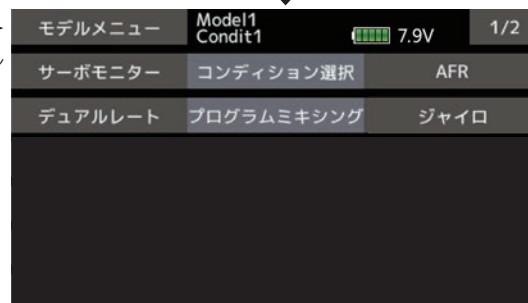 モデルメニュー
Model1
Condit1
7.9V
1/2
サーボモニター
コンディション選択
AFR
デュアルレート
プログラムミキシング
ジャイロ